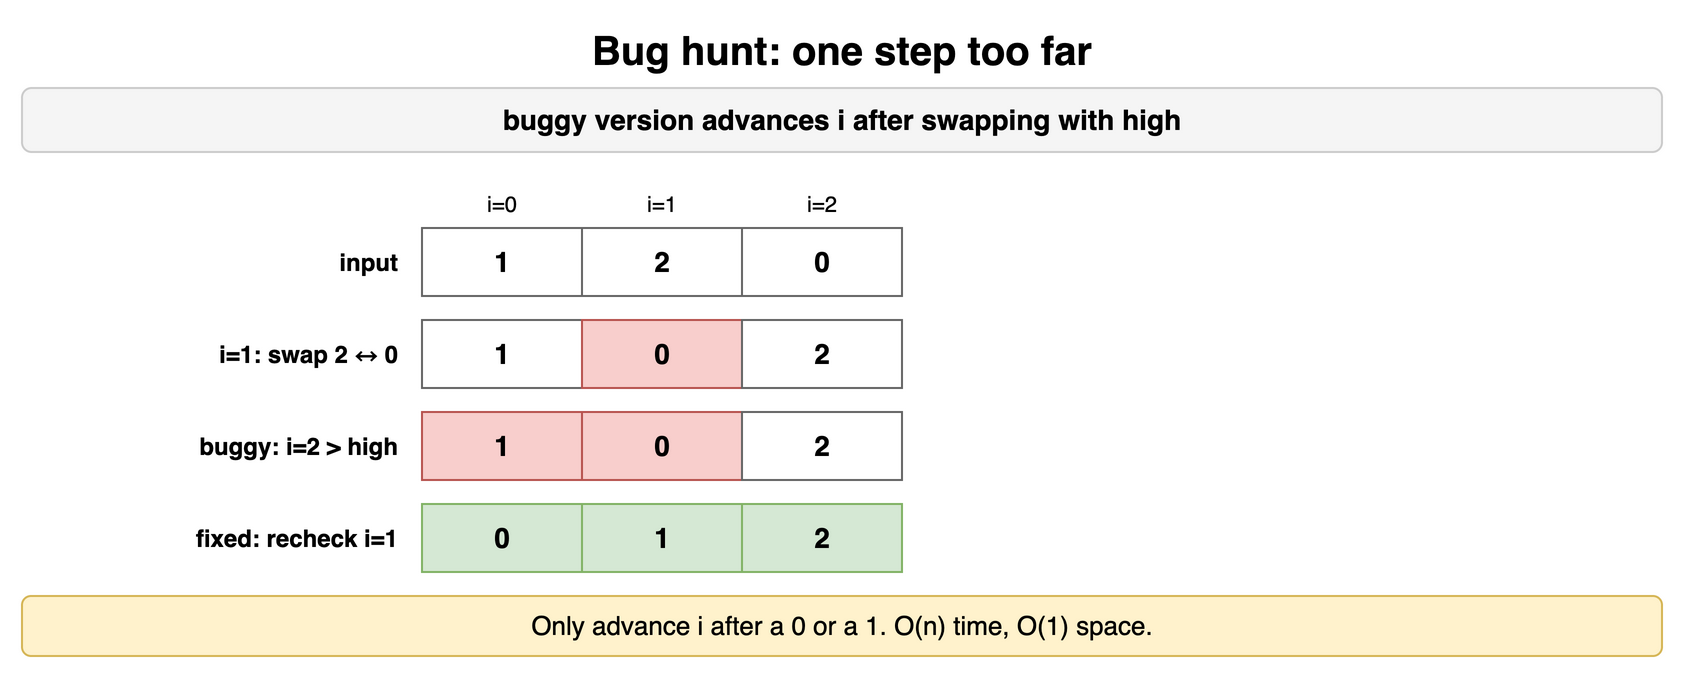 Bug hunt: one step too far
buggy version advances i after swapping with high
i=0 i=1 i=2
input 1 2 0
i=1: swap 2 ↔ 0 1 0 2
buggy: i=2 > high 1 0 2
fixed: recheck i=1 0 1 2
Only advance i after a 0 or a 1. O(n) time, O(1) space.